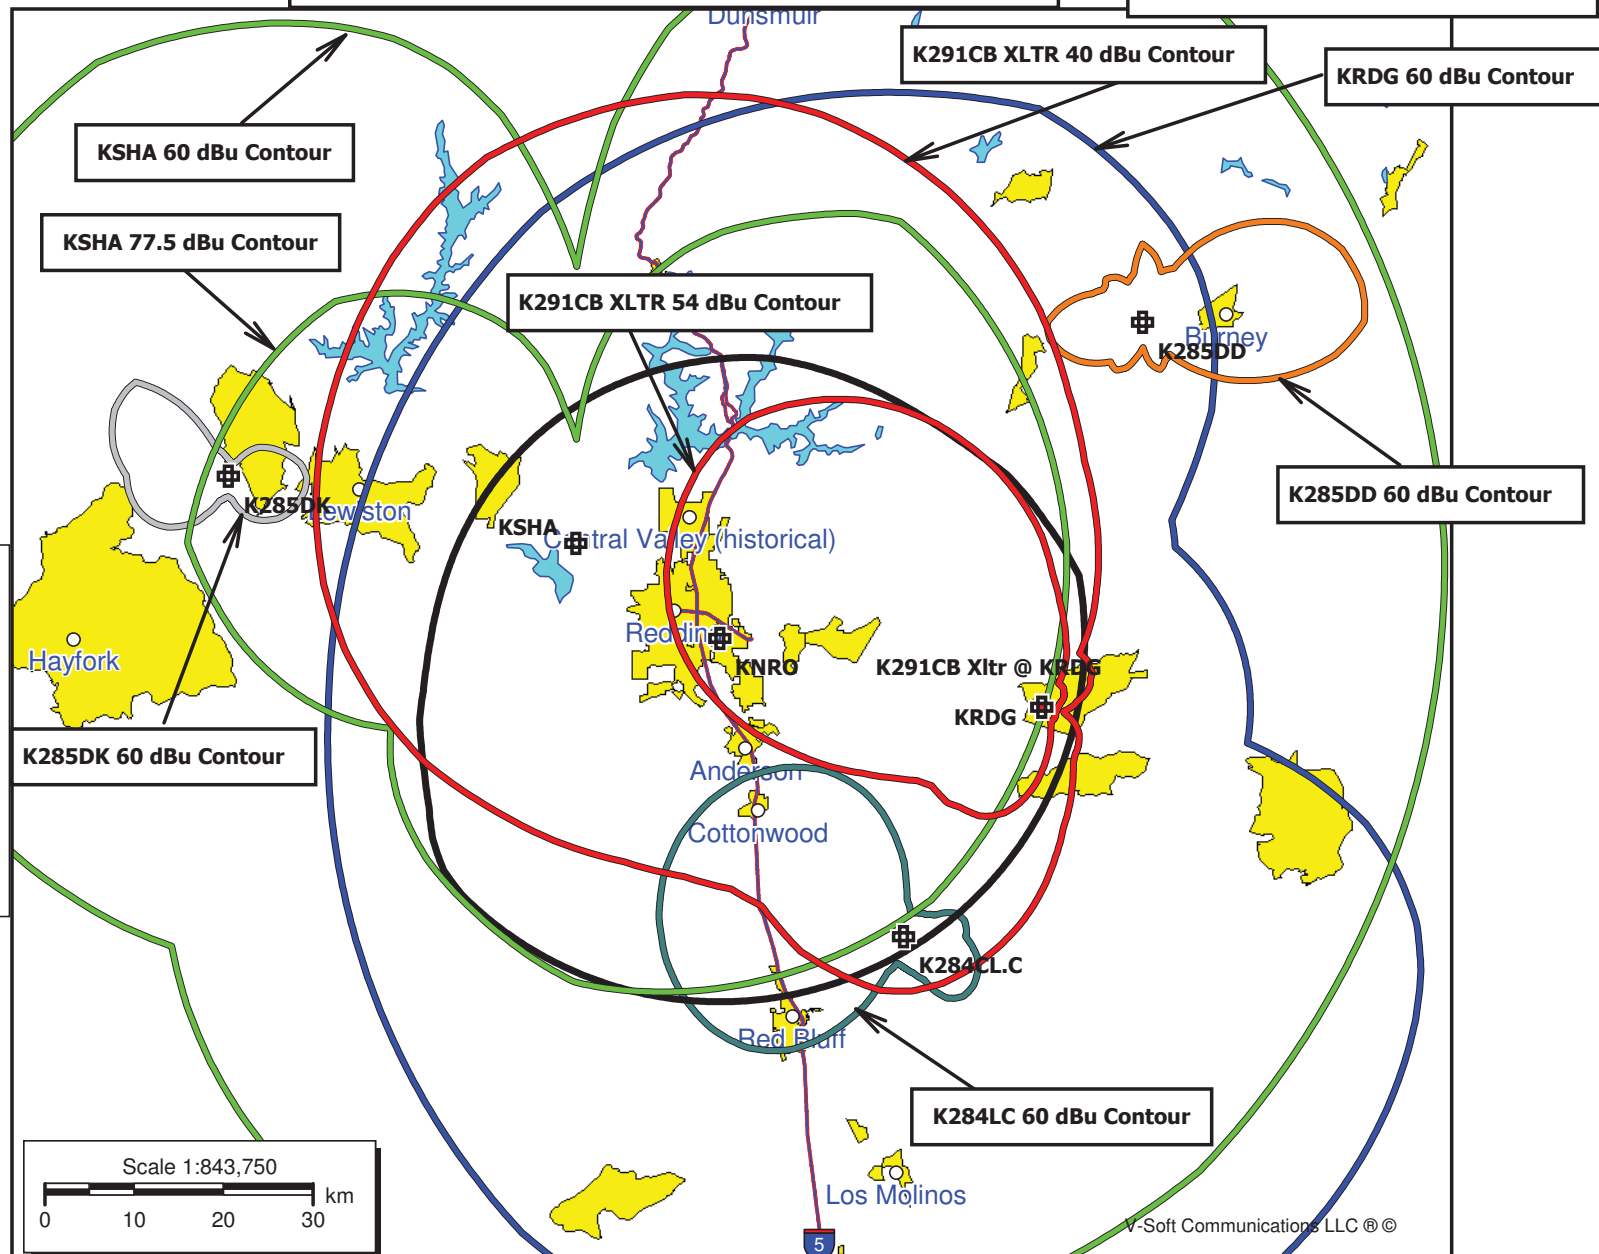 Dunsmuir
K291CB XLTR 40 dBu Contour
KRDG 60 dBu Contour
KSHA 60 dBu Contour
KSHA 77.5 dBu Contour
K291CB XLTR 54 dBu Contour
Burney
K285DD
K285DD 60 dBu Contour
K285DK
Lewiston
KSHA
Central Valley (historical)
Redding
KNRO
K291CB Xltr @ KRDG
KRDG
Hayfork
K285DK 60 dBu Contour
Anderson
Cottonwood
K284CL.C
Red Bluff
K284LC 60 dBu Contour
Los Molinos
Scale 1:843,750
km
0 10 20 30
V-Soft Communications LLC ® ©
5